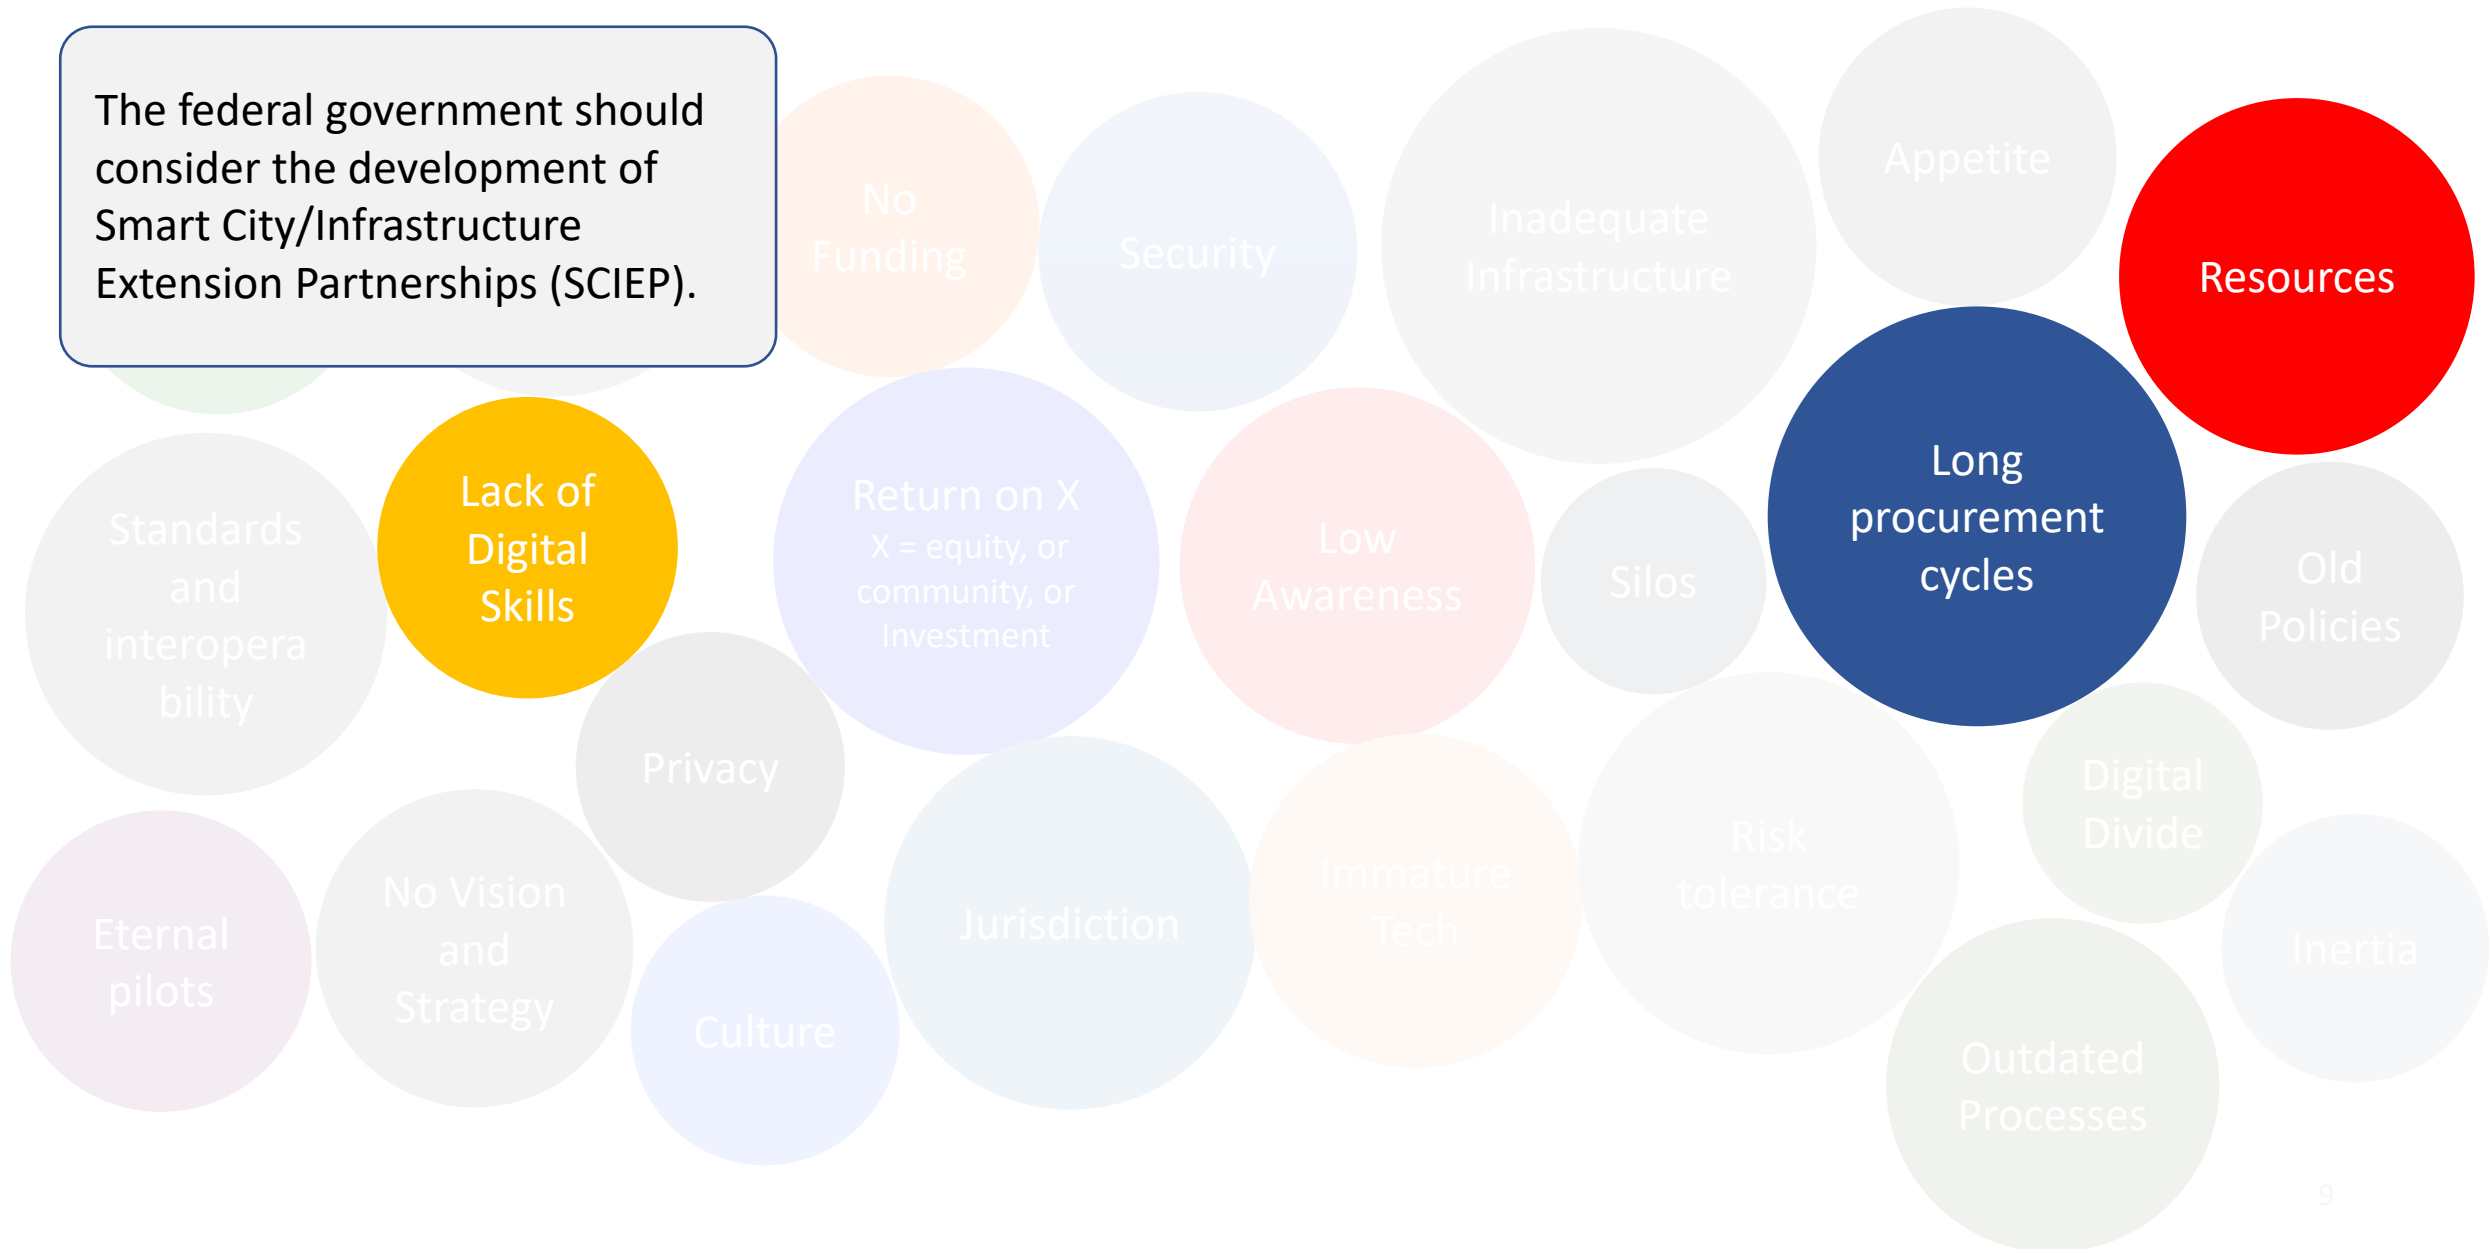 The federal government should
consider the development of
Smart City/Infrastructure
Extension Partnerships (SCIEP).
No
Funding
Security
Inadequate
Infrastructure
Appetite
Resources
Standards
and
interopera
bility
Lack of
Digital
Skills
Return on X
X = equity, or
community, or
Investment
Low
Awareness
Silos
Long
procurement
cycles
Old
Policies
Privacy
Eternal
pilots
No Vision
and
Strategy
Culture
Jurisdiction
Immature
Tech
Risk
tolerance
Digital
Divide
Inertia
Outdated
Processes
9